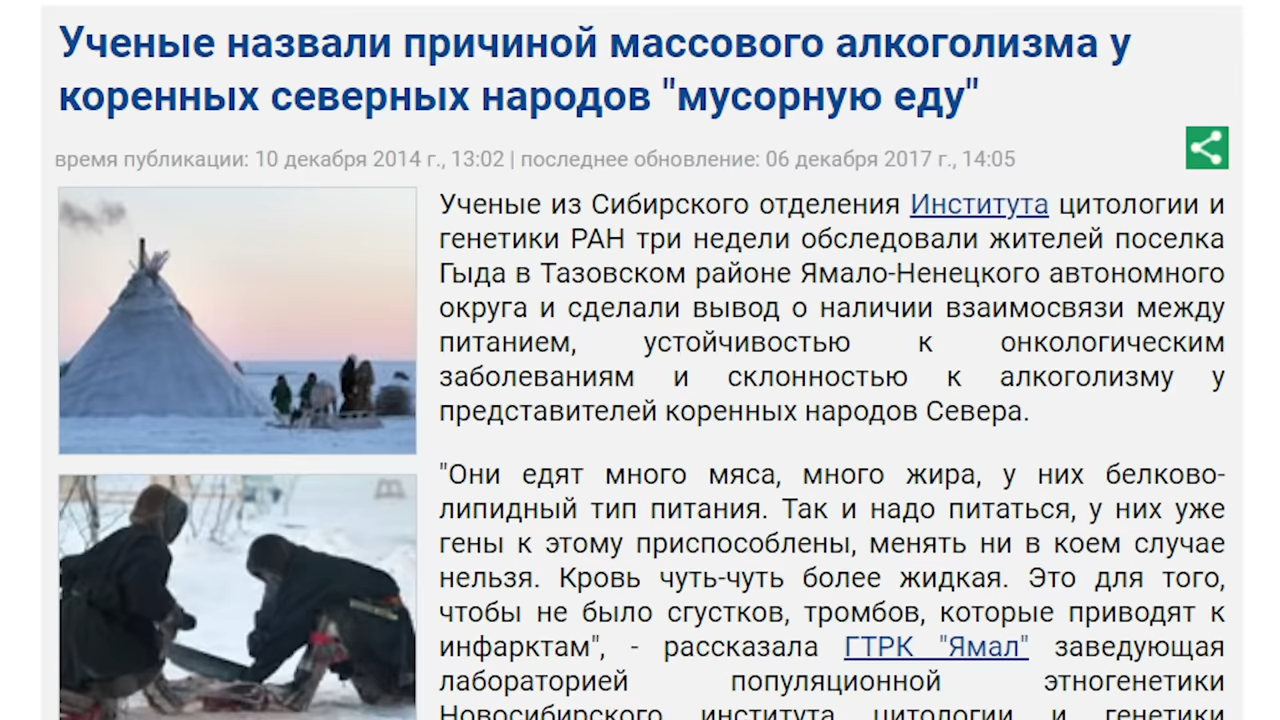 Ученые назвали причиной массового алкоголизма у
коренных северных народов "мусорную еду"
время публикации: 10 декабря 2014 г., 13:02 | последнее обновление: 06 декабря 2017 г., 14:05
Ученые из Сибирского отделения Института цитологии и
генетики РАН три недели обследовали жителей поселка
Гыда в Тазовском районе Ямало-Ненецкого автономного
округа и сделали вывод о наличии взаимосвязи между
питанием, устойчивостью к онкологическим
заболеваниям и склонностью к алкоголизму у
представителей коренных народов Севера.
"Они едят много мяса, много жира, у них белково-
липидный тип питания. Так и надо питаться, у них уже
гены к этому приспособлены, менять ни в коем случае
нельзя. Кровь чуть-чуть более жидкая. Это для того,
чтобы не было сгустков, тромбов, которые приводят к
инфарктам", - рассказала ГТРК "Ямал" заведующая
лабораторией популяционной этногенетики
Новосибирского института цитологии и генетики